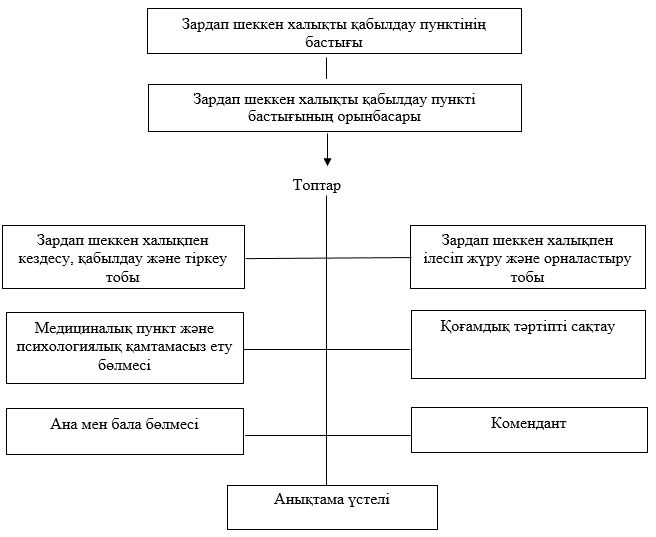 Зардап шеккен халықты қабылдау пунктінің
бастығы
Зардап шеккен халықты қабылдау пункті
бастығының орынбасары
Топтар
Зардап шеккен халықпен
кездесу, қабылдау және тіркеу
тобы
Зардап шеккен халықпен
ілесіп жүру және орналастыру
тобы
Медициналық пункт және
психологиялық қамтамасыз ету
бөлмесі
Қоғамдық тәртіпті сақтау
Ана мен бала бөлмесі
Комендант
Анықтама үстелі